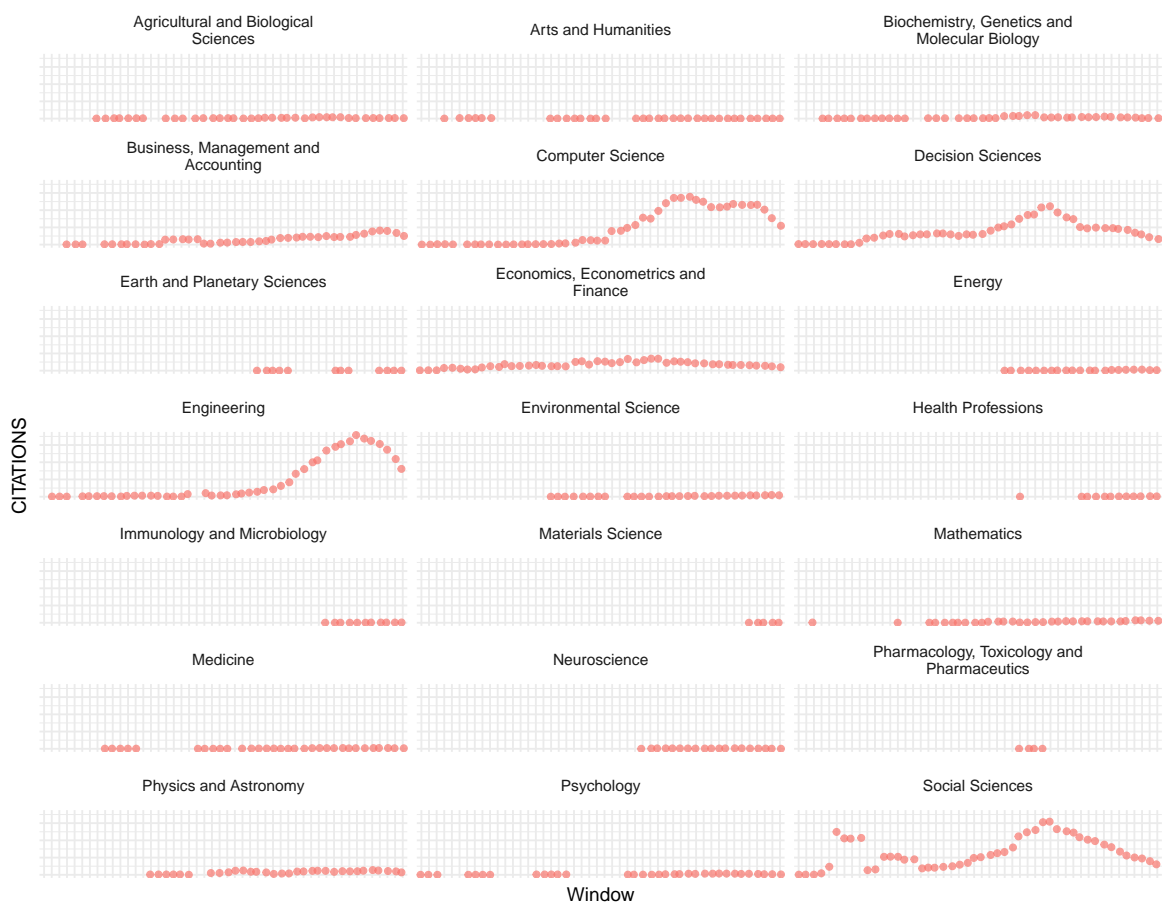 Agricultural and Biological
Sciences
Arts and Humanities
Biochemistry, Genetics and
Molecular Biology
Business, Management and
Accounting
Computer Science
Decision Sciences
Earth and Planetary Sciences
Economics, Econometrics and
Finance
Energy
Engineering
Environmental Science
Health Professions
CITATIONS
Immunology and Microbiology
Materials Science
Mathematics
Medicine
Neuroscience
Pharmacology, Toxicology and
Pharmaceutics
Physics and Astronomy
Psychology
Social Sciences
Window